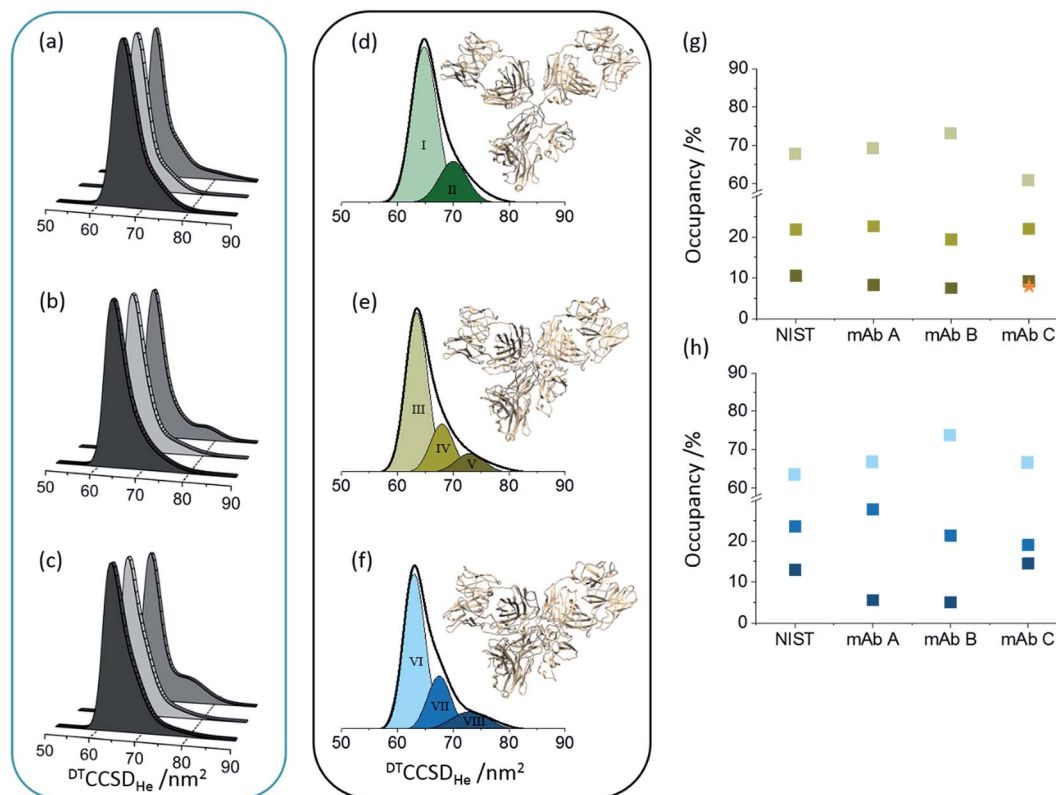 (a)
50 60 70 80 90
(b)
50 60 70 80 90
(c)
50 60 70 80 90
DTCCSDHe /nm2
(d)
I
II
50 60 70 80 90
(e)
III
IV
V
50 60 70 80 90
(f)
VI
VII
VIII
50 60 70 80 90
DTCCSDHe /nm2
(g)
Occupancy /%
90
80
70
60
20
10
0
NIST mAb A mAb B mAb C
(h)
Occupancy /%
90
80
70
60
20
10
0
NIST mAb A mAb B mAb C